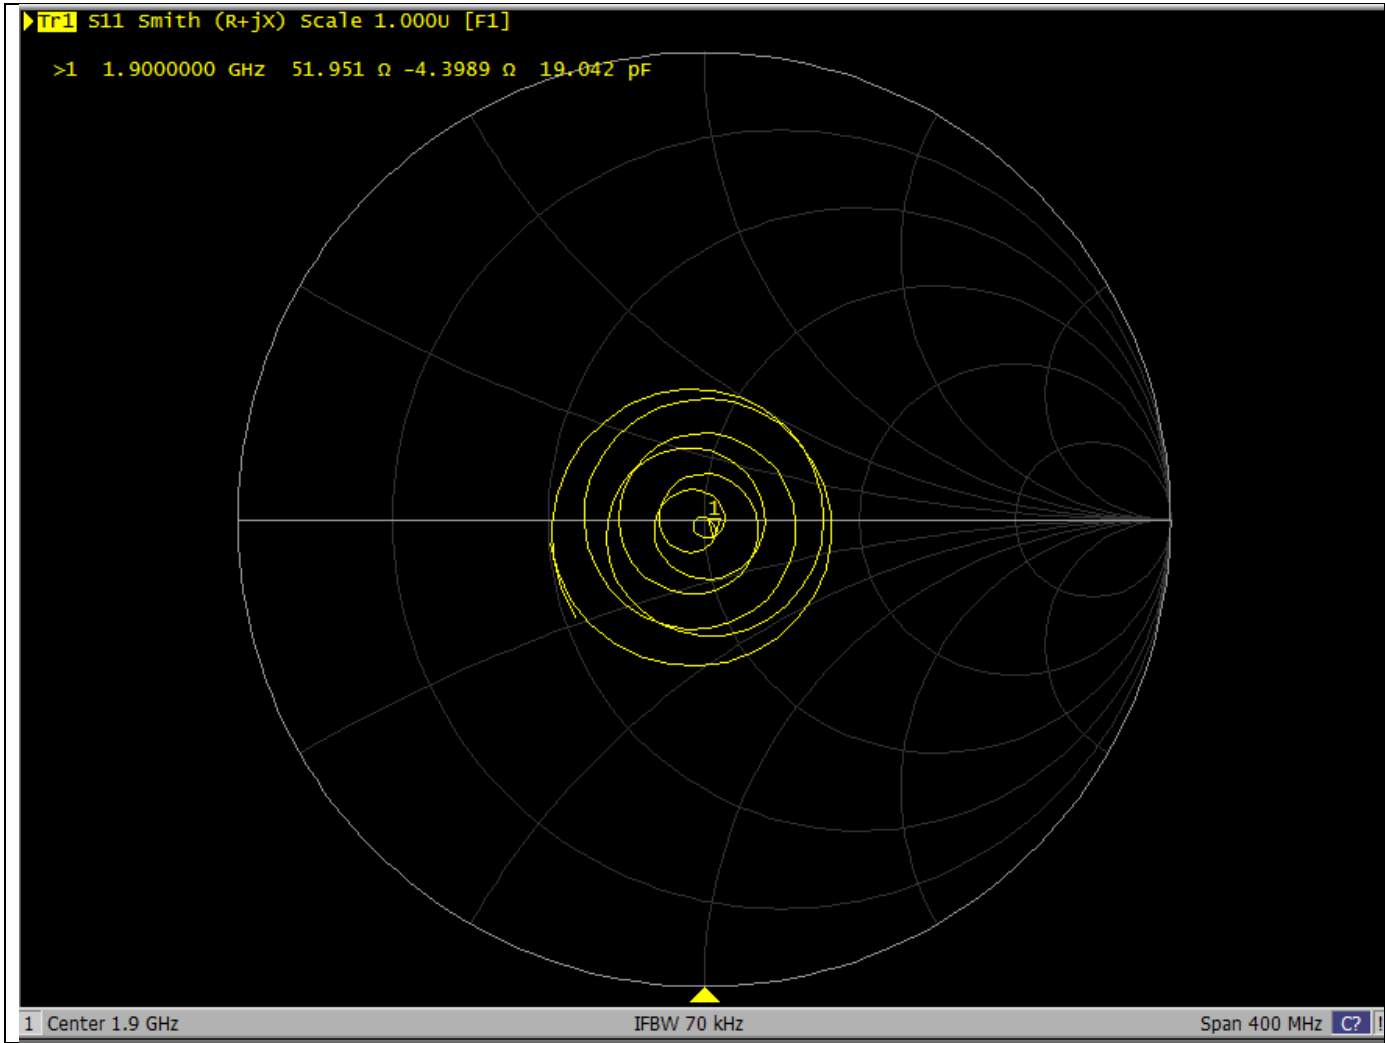 Tr1 S11 Smith (R+jX) Scale 1.000U [F1]
>1 1.9000000 GHz 51.951 Ω -4.3989 Ω 19.042 pF
1
1 Center 1.9 GHz IFBW 70 kHz Span 400 MHz C? !